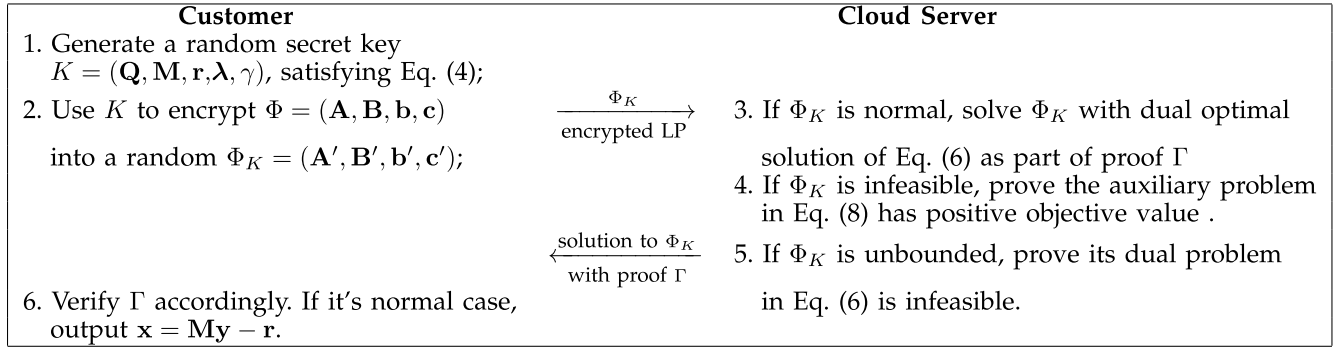 Customer
1. Generate a random secret key
K = (Q, M, r, λ, γ), satisfying Eq. (4);
2. Use K to encrypt Φ = (A, B, b, c)
into a random Φ_K = (A′, B′, b′, c′);
6. Verify Γ accordingly. If it's normal case,
output x = My − r.
Φ_K
encrypted LP
solution to Φ_K
with proof Γ
Cloud Server
3. If Φ_K is normal, solve Φ_K with dual optimal
solution of Eq. (6) as part of proof Γ
4. If Φ_K is infeasible, prove the auxiliary problem
in Eq. (8) has positive objective value .
5. If Φ_K is unbounded, prove its dual problem
in Eq. (6) is infeasible.